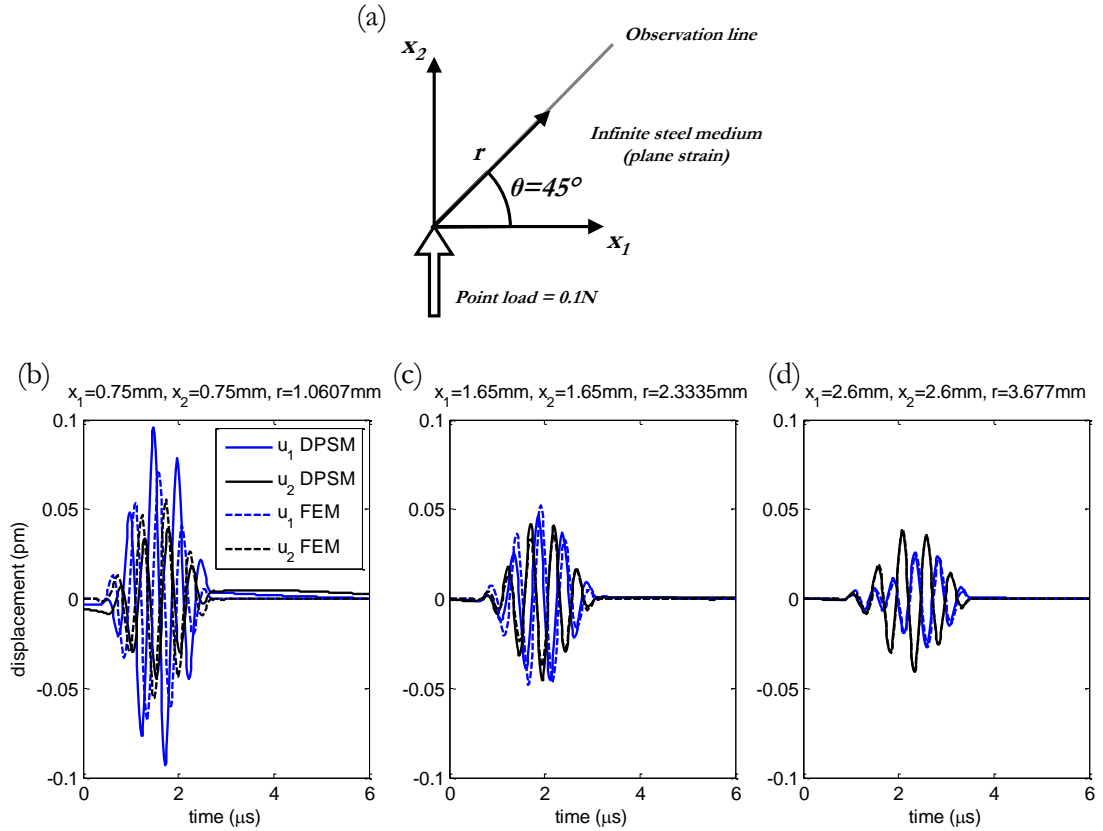 (a)
x2
Observation line
Infinite steel medium
(plane strain)
r
θ=45°
x1
Point load = 0.1N
(b)
x1=0.75mm, x2=0.75mm, r=1.0607mm
(c)
x1=1.65mm, x2=1.65mm, r=2.3335mm
(d)
x1=2.6mm, x2=2.6mm, r=3.677mm
displacement (pm)
0.1
0.05
0
-0.05
-0.1
u1 DPSM
u2 DPSM
u1 FEM
u2 FEM
0 2 4 6
time (μs)
0.1
0.05
0
-0.05
-0.1
0 2 4 6
time (μs)
0.1
0.05
0
-0.05
-0.1
0 2 4 6
time (μs)